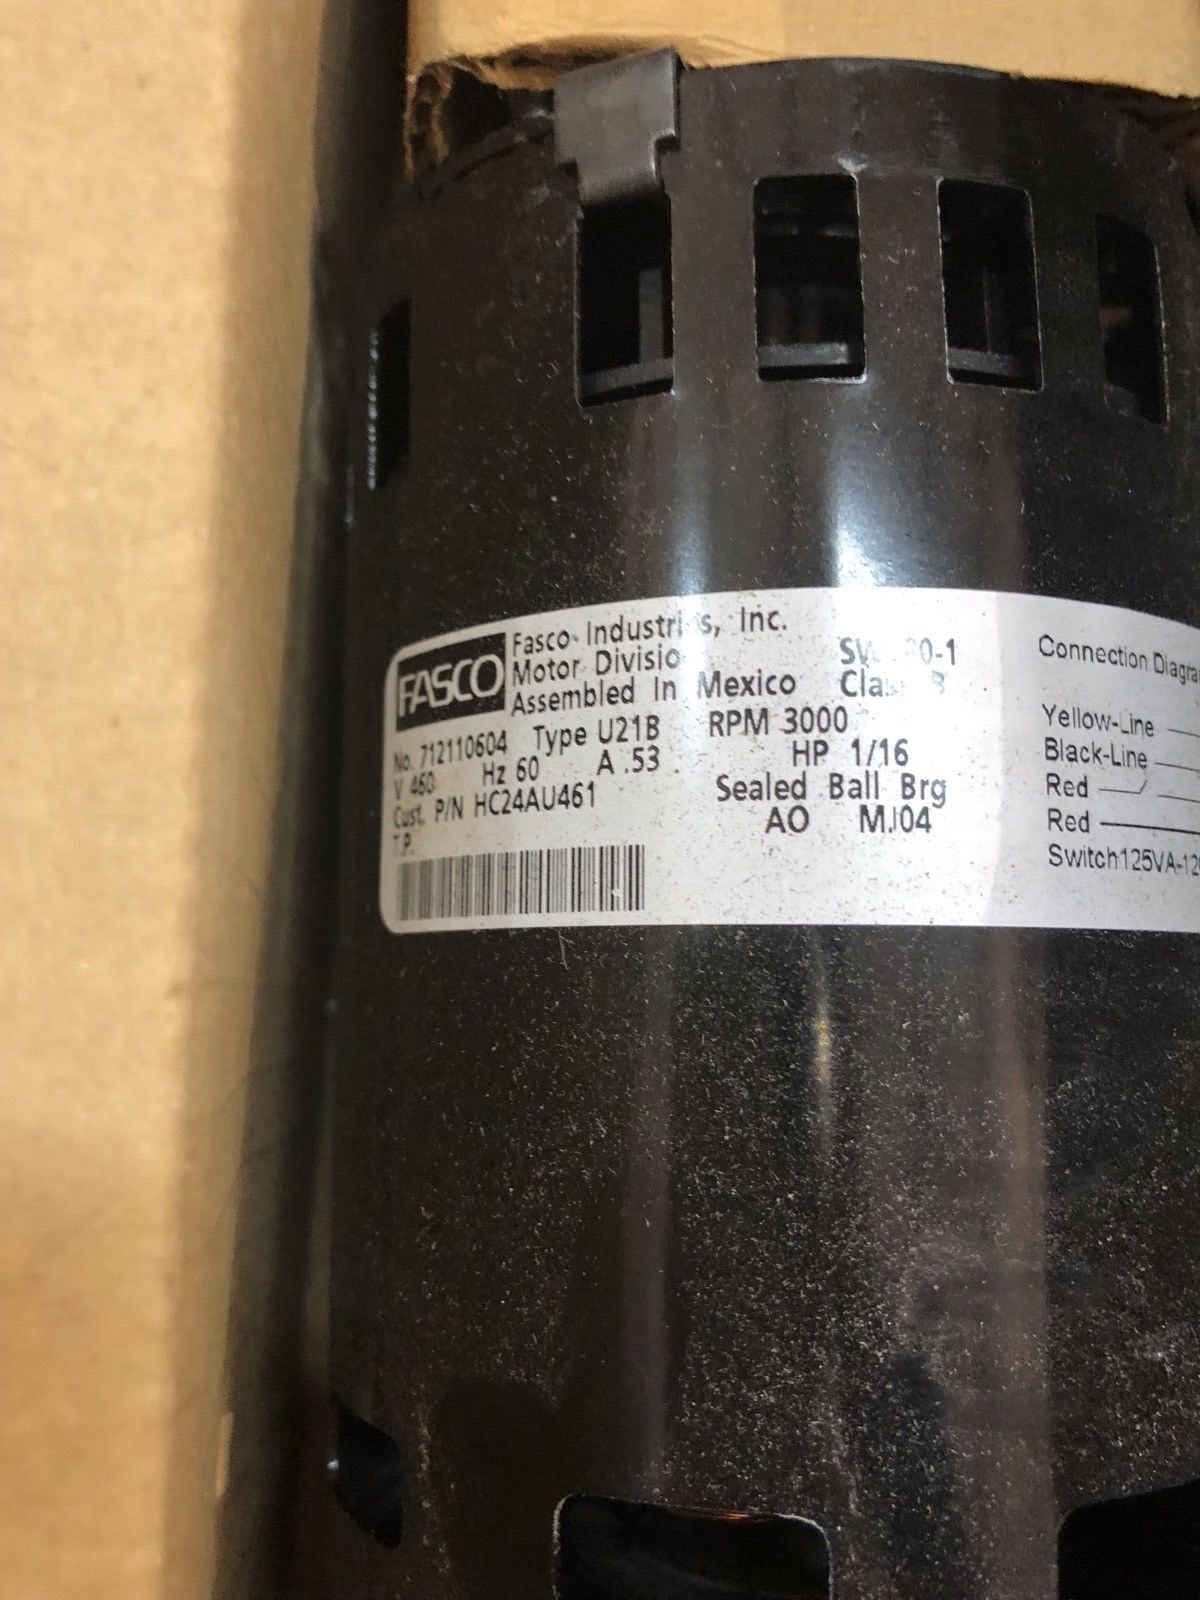 FASCO
Fasco Industries, Inc.
Motor Division
Assembled In Mexico Class B
No. 712110604 Type U21B RPM 3000
V 460 Hz 60 A .53 HP 1/16
Cust. P/N HC24AU461 Sealed Ball Brg
T.P. AO MJ04
Connection Diagra
Yellow-Line
Black-Line
Red
Red
Switch125VA-12